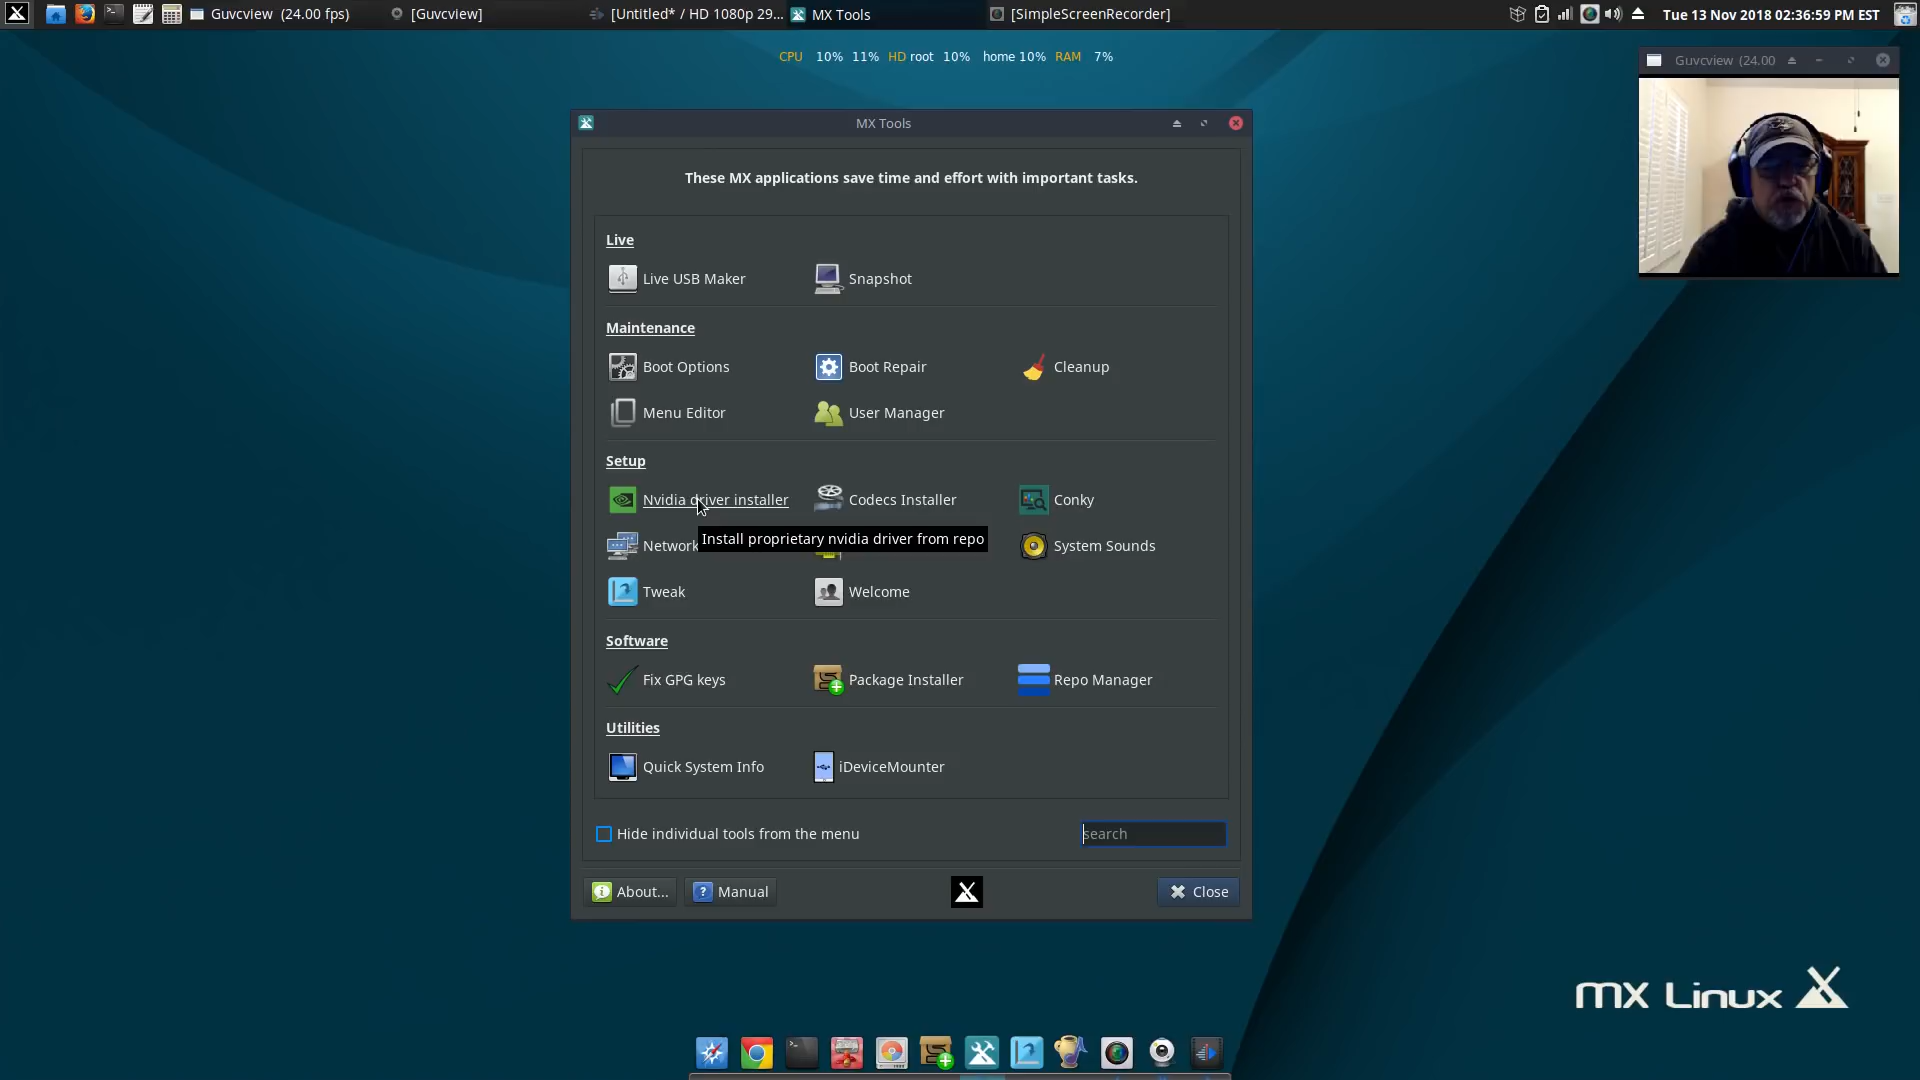 Guvcview (24.00 fps)
[Guvcview]
[Untitled* / HD 1080p 29...
MX Tools
[SimpleScreenRecorder]
Tue 13 Nov 2018 02:36:59 PM EST
CPU 10% 11% HD root 10% home 10% RAM 7%
Guvcview (24.00
MX Tools
These MX applications save time and effort with important tasks.
Live
Live USB Maker
Snapshot
Maintenance
Boot Options
Boot Repair
Cleanup
Menu Editor
User Manager
Setup
Nvidia driver installer
Codecs Installer
Conky
Install proprietary nvidia driver from repo
Network
System Sounds
Tweak
Welcome
Software
Fix GPG keys
Package Installer
Repo Manager
Utilities
Quick System Info
iDeviceMounter
Hide individual tools from the menu
search
About...
Manual
Close
MX Linux